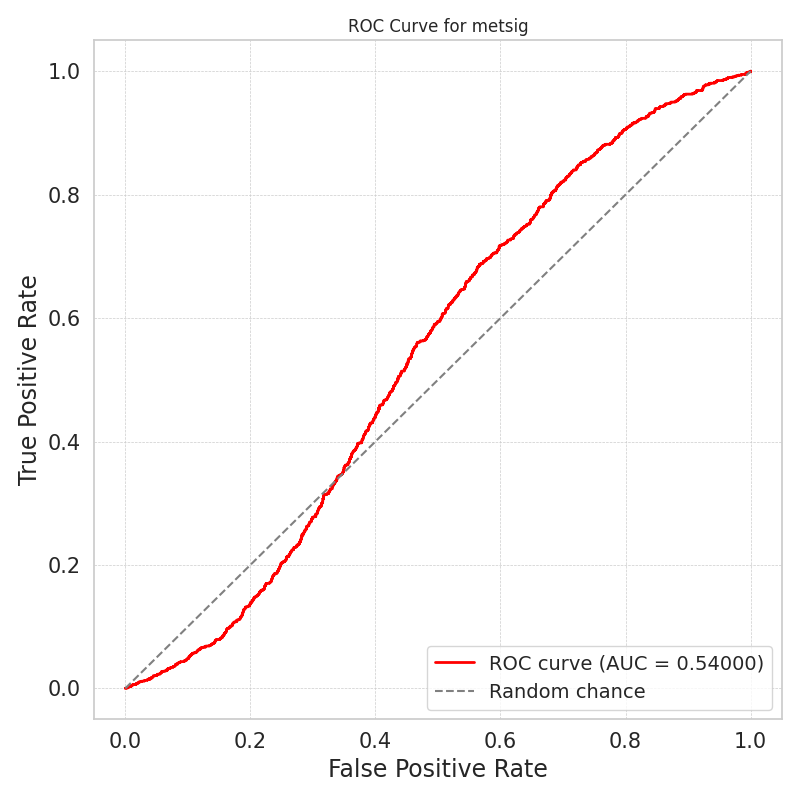 ROC Curve for metsig
1.0
0.8
0.6
0.4
0.2
0.0
True Positive Rate
ROC curve (AUC = 0.54000)
Random chance
0.0 0.2 0.4 0.6 0.8 1.0
False Positive Rate